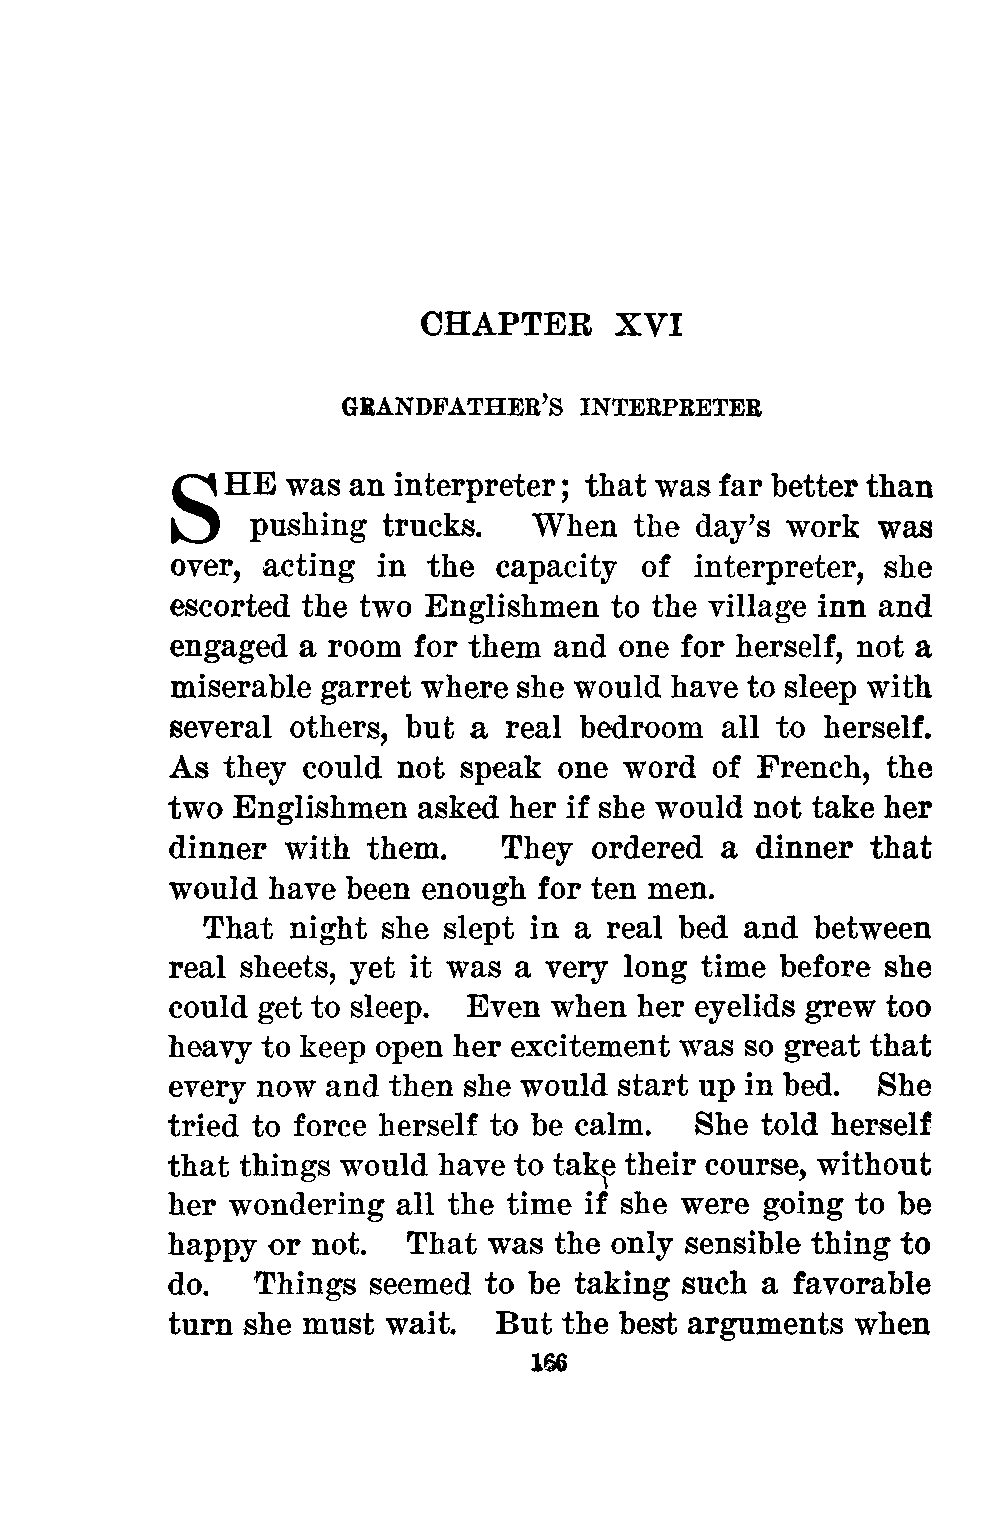 CHAPTER XVI
GRANDFATHER'S INTERPRETER
SHE was an interpreter; that was far better than
pushing trucks. When the day's work was
over, acting in the capacity of interpreter, she
escorted the two Englishmen to the village inn and
engaged a room for them and one for herself, not a
miserable garret where she would have to sleep with
several others, but a real bedroom all to herself.
As they could not speak one word of French, the
two Englishmen asked her if she would not take her
dinner with them. They ordered a dinner that
would have been enough for ten men.
That night she slept in a real bed and between
real sheets, yet it was a very long time before she
could get to sleep. Even when her eyelids grew too
heavy to keep open her excitement was so great that
every now and then she would start up in bed. She
tried to force herself to be calm. She told herself
that things would have to take their course, without
her wondering all the time if she were going to be
happy or not. That was the only sensible thing to
do. Things seemed to be taking such a favorable
turn she must wait. But the best arguments when
166